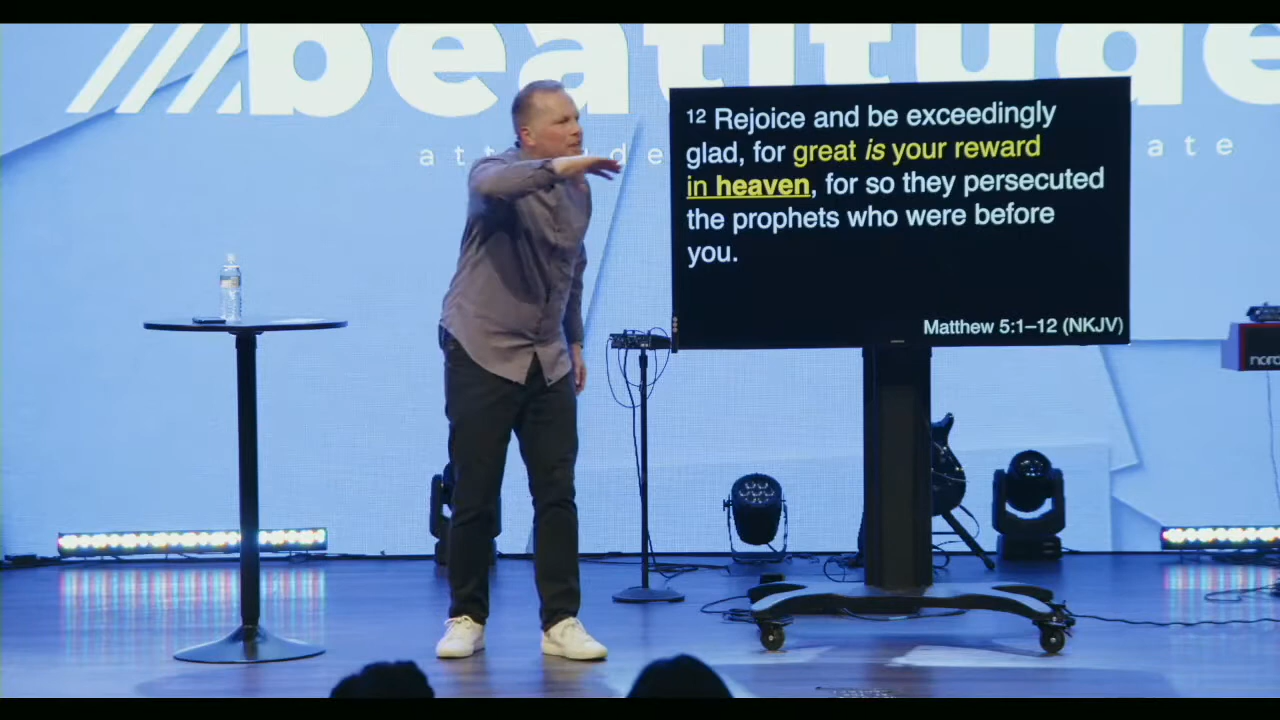 ///beatitude
12 Rejoice and be exceedingly
glad, for great is your reward
in heaven, for so they persecuted
the prophets who were before
you.
Matthew 5:1–12 (NKJV)
nord